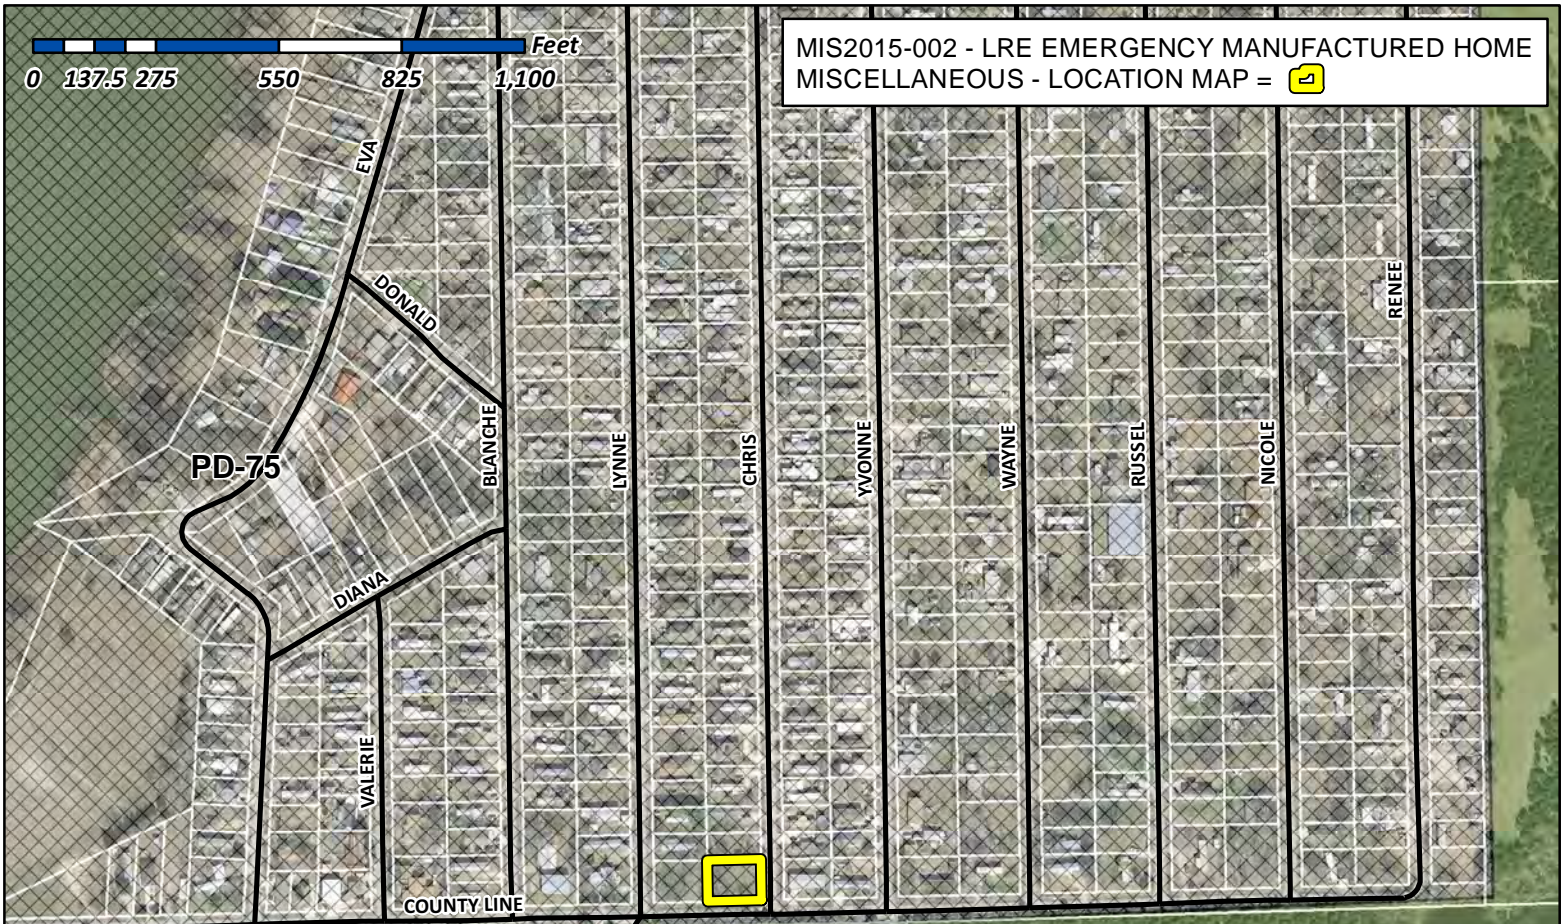 Feet
0 137.5 275 550 825 1,100
MIS2015-002 - LRE EMERGENCY MANUFACTURED HOME
MISCELLANEOUS - LOCATION MAP =
EVA
DONALD
RENEE
BLANCHE
LYNNE
CHRIS
YVONNE
WAYNE
RUSSEL
NICOLE
PD-75
DIANA
VALERIE
COUNTY LINE